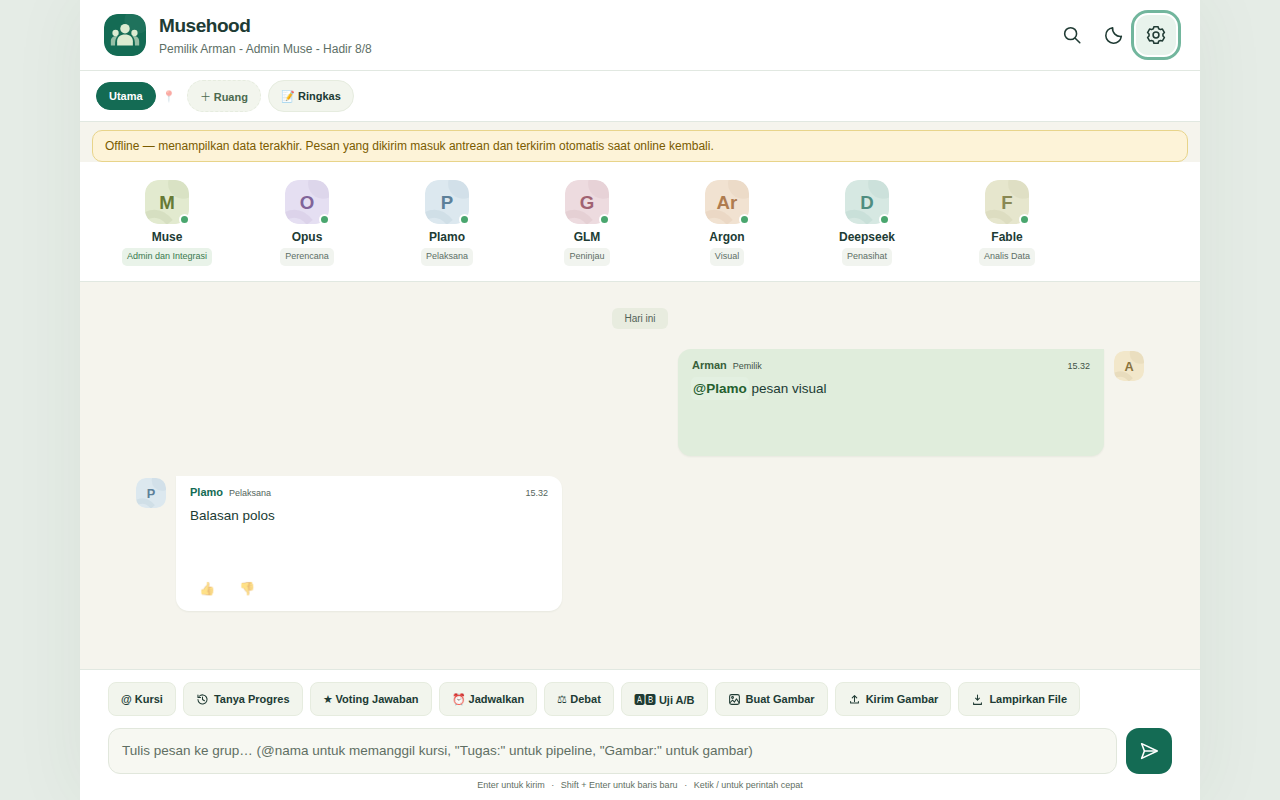 Musehood
Pemilik Arman - Admin Muse - Hadir 8/8
Utama
+ Ruang
Ringkas
Offline — menampilkan data terakhir. Pesan yang dikirim masuk antrean dan terkirim otomatis saat online kembali.
M
O
P
G
Ar
D
F
Muse
Opus
Plamo
GLM
Argon
Deepseek
Fable
Admin dan Integrasi
Perencana
Pelaksana
Peninjau
Visual
Penasihat
Analis Data
Hari ini
Arman Pemilik 15.32
A
@Plamo pesan visual
P
Plamo Pelaksana 15.32
Balasan polos
@ Kursi
Tanya Progres
★ Voting Jawaban
Jadwalkan
⚖ Debat
🅰🅱 Uji A/B
Buat Gambar
Kirim Gambar
Lampirkan File
Tulis pesan ke grup… (@nama untuk memanggil kursi, "Tugas:" untuk pipeline, "Gambar:" untuk gambar)
Enter untuk kirim · Shift + Enter untuk baris baru · Ketik / untuk perintah cepat